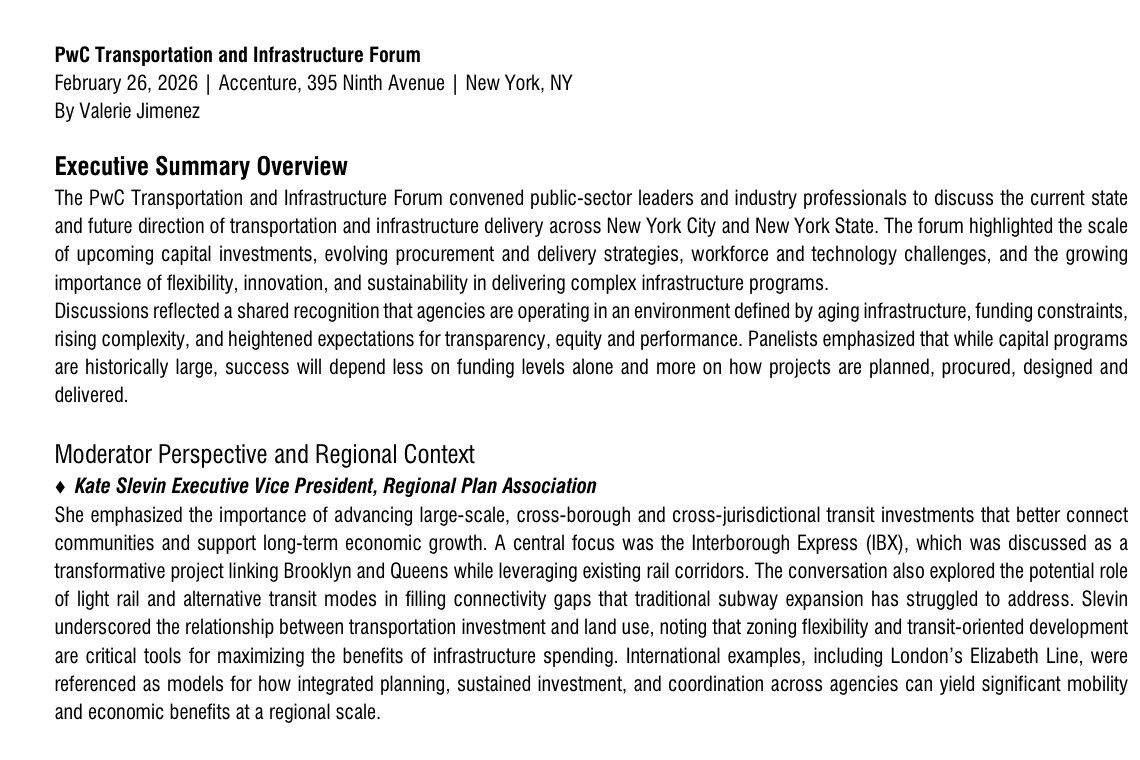 PwC Transportation and Infrastructure Forum
February 26, 2026 | Accenture, 395 Ninth Avenue | New York, NY
By Valerie Jimenez
Executive Summary Overview
The PwC Transportation and Infrastructure Forum convened public-sector leaders and industry professionals to discuss the current state
and future direction of transportation and infrastructure delivery across New York City and New York State. The forum highlighted the scale
of upcoming capital investments, evolving procurement and delivery strategies, workforce and technology challenges, and the growing
importance of flexibility, innovation, and sustainability in delivering complex infrastructure programs.
Discussions reflected a shared recognition that agencies are operating in an environment defined by aging infrastructure, funding constraints,
rising complexity, and heightened expectations for transparency, equity and performance. Panelists emphasized that while capital programs
are historically large, success will depend less on funding levels alone and more on how projects are planned, procured, designed and
delivered.
Moderator Perspective and Regional Context
♦ Kate Slevin Executive Vice President, Regional Plan Association
She emphasized the importance of advancing large-scale, cross-borough and cross-jurisdictional transit investments that better connect
communities and support long-term economic growth. A central focus was the Interborough Express (IBX), which was discussed as a
transformative project linking Brooklyn and Queens while leveraging existing rail corridors. The conversation also explored the potential role
of light rail and alternative transit modes in filling connectivity gaps that traditional subway expansion has struggled to address. Slevin
underscored the relationship between transportation investment and land use, noting that zoning flexibility and transit-oriented development
are critical tools for maximizing the benefits of infrastructure spending. International examples, including London’s Elizabeth Line, were
referenced as models for how integrated planning, sustained investment, and coordination across agencies can yield significant mobility
and economic benefits at a regional scale.